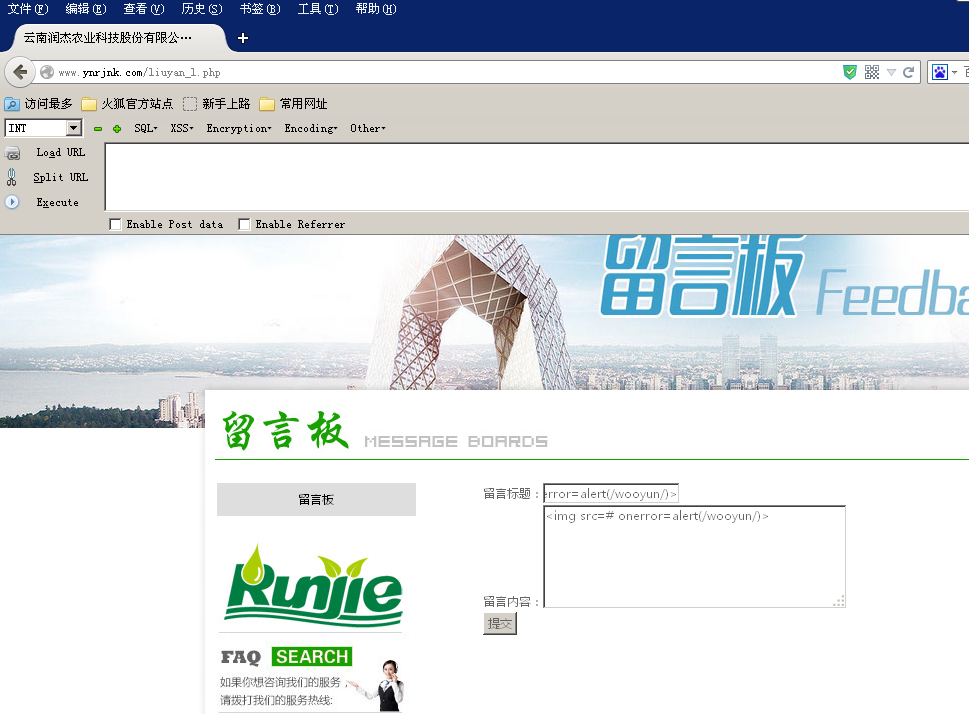 文件(F) 编辑(E) 查看(V) 历史(S) 书签(B) 工具(T) 帮助(H)
云南润杰农业科技股份有限公⋯ +
www.ynrjnk.com/liuyan_1.php
访问最多 火狐官方站点 新手上路 常用网址
INT SQL XSS Encryption Encoding Other
Load URL
Split URL
Execute
Enable Post data Enable Referrer
留言板 Feedba
留言板 MESSAGE BOARDS
留言板
留言标题： error=alert(/wooyun/)>
<img src=# onerror=alert(/wooyun/)>
留言内容：
提交
Runjie
FAQ SEARCH
如果你想咨询我们的服务，
请拨打我们的服务热线: